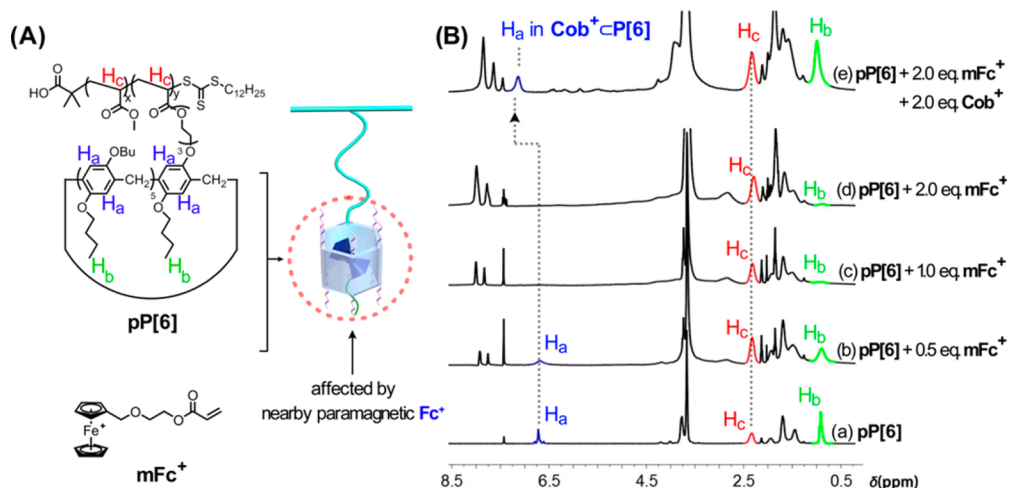 (A)
Hc Hc
HO
O
x y
S S
S
C12H25
O O
O O
3
Ha OBu Ha O
CH2 5 CH2
O Ha O Ha
Hb Hb
pP[6]
Fe+
O
O
O
mFc+
affected by
nearby paramagnetic Fc+
(B)
Ha in Cob+⊂P[6]
Hc
Hb
(e) pP[6] + 2.0 eq. mFc+
+ 2.0 eq. Cob+
Hc
Hb
(d) pP[6] + 2.0 eq. mFc+
Hc
Hb
(c) pP[6] + 1.0 eq. mFc+
Ha
Hc
Hb
(b) pP[6] + 0.5 eq. mFc+
Ha
Hc
Hb
(a) pP[6]
8.5 6.5 4.5 2.5 0.5 δ(ppm)